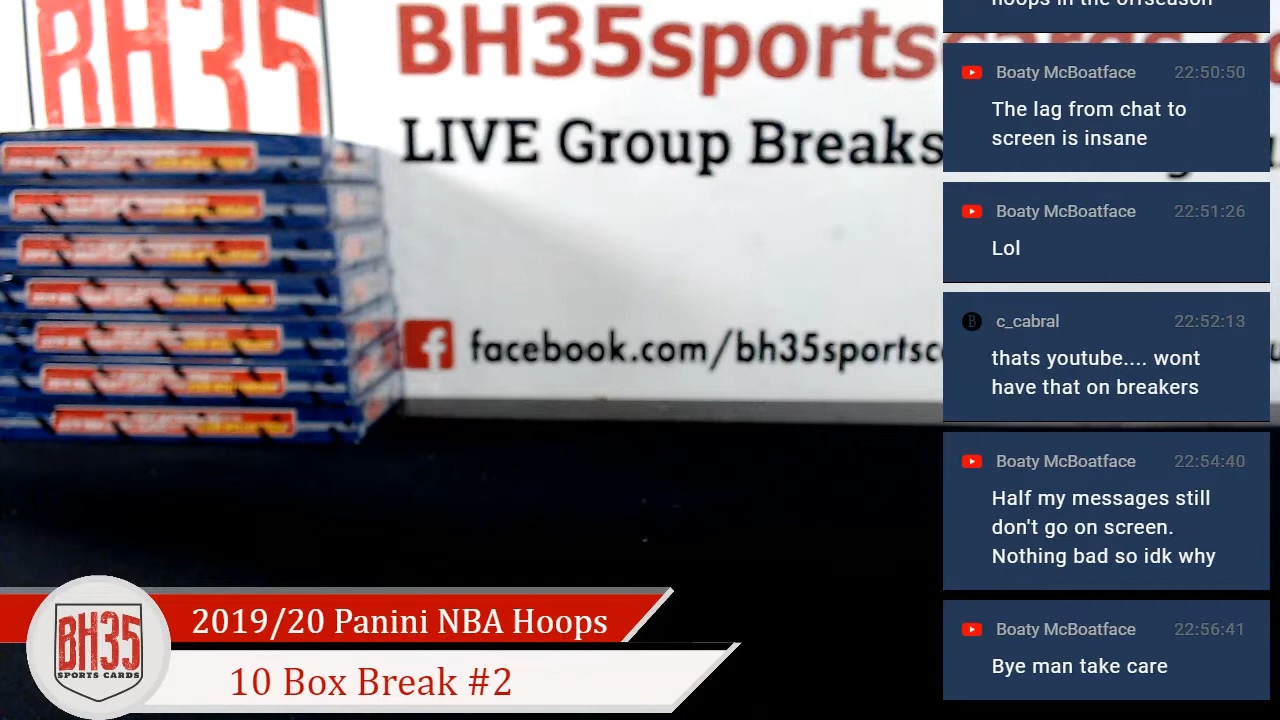 BH35
BH35sportscards.co
LIVE Group Breaks
facebook.com/bh35sportsc
hoops in the offseason
Boaty McBoatface 22:50:50
The lag from chat to
screen is insane
Boaty McBoatface 22:51:26
Lol
c_cabral 22:52:13
thats youtube.... wont
have that on breakers
Boaty McBoatface 22:54:40
Half my messages still
don't go on screen.
Nothing bad so idk why
Boaty McBoatface 22:56:41
Bye man take care
2019/20 Panini NBA Hoops
10 Box Break #2
BH35
SPORTS CARDS